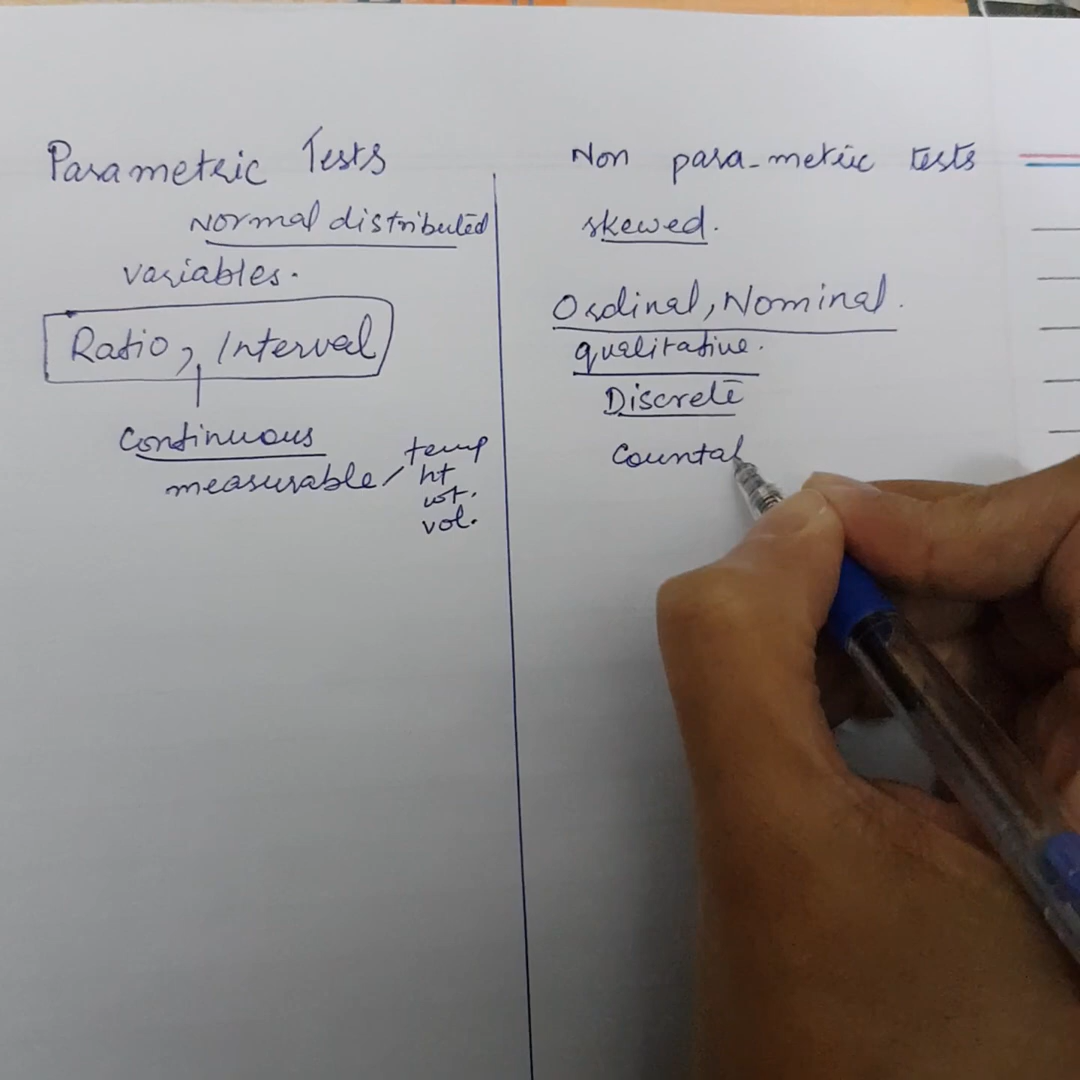 Parametric Tests
Normal distributed
variables.
Ratio, Interval
Continuous
measurable
temp
ht
wt.
vol.
Non para-metric tests
skewed.
Ordinal, Nominal.
qualitative.
Discrete
Countab